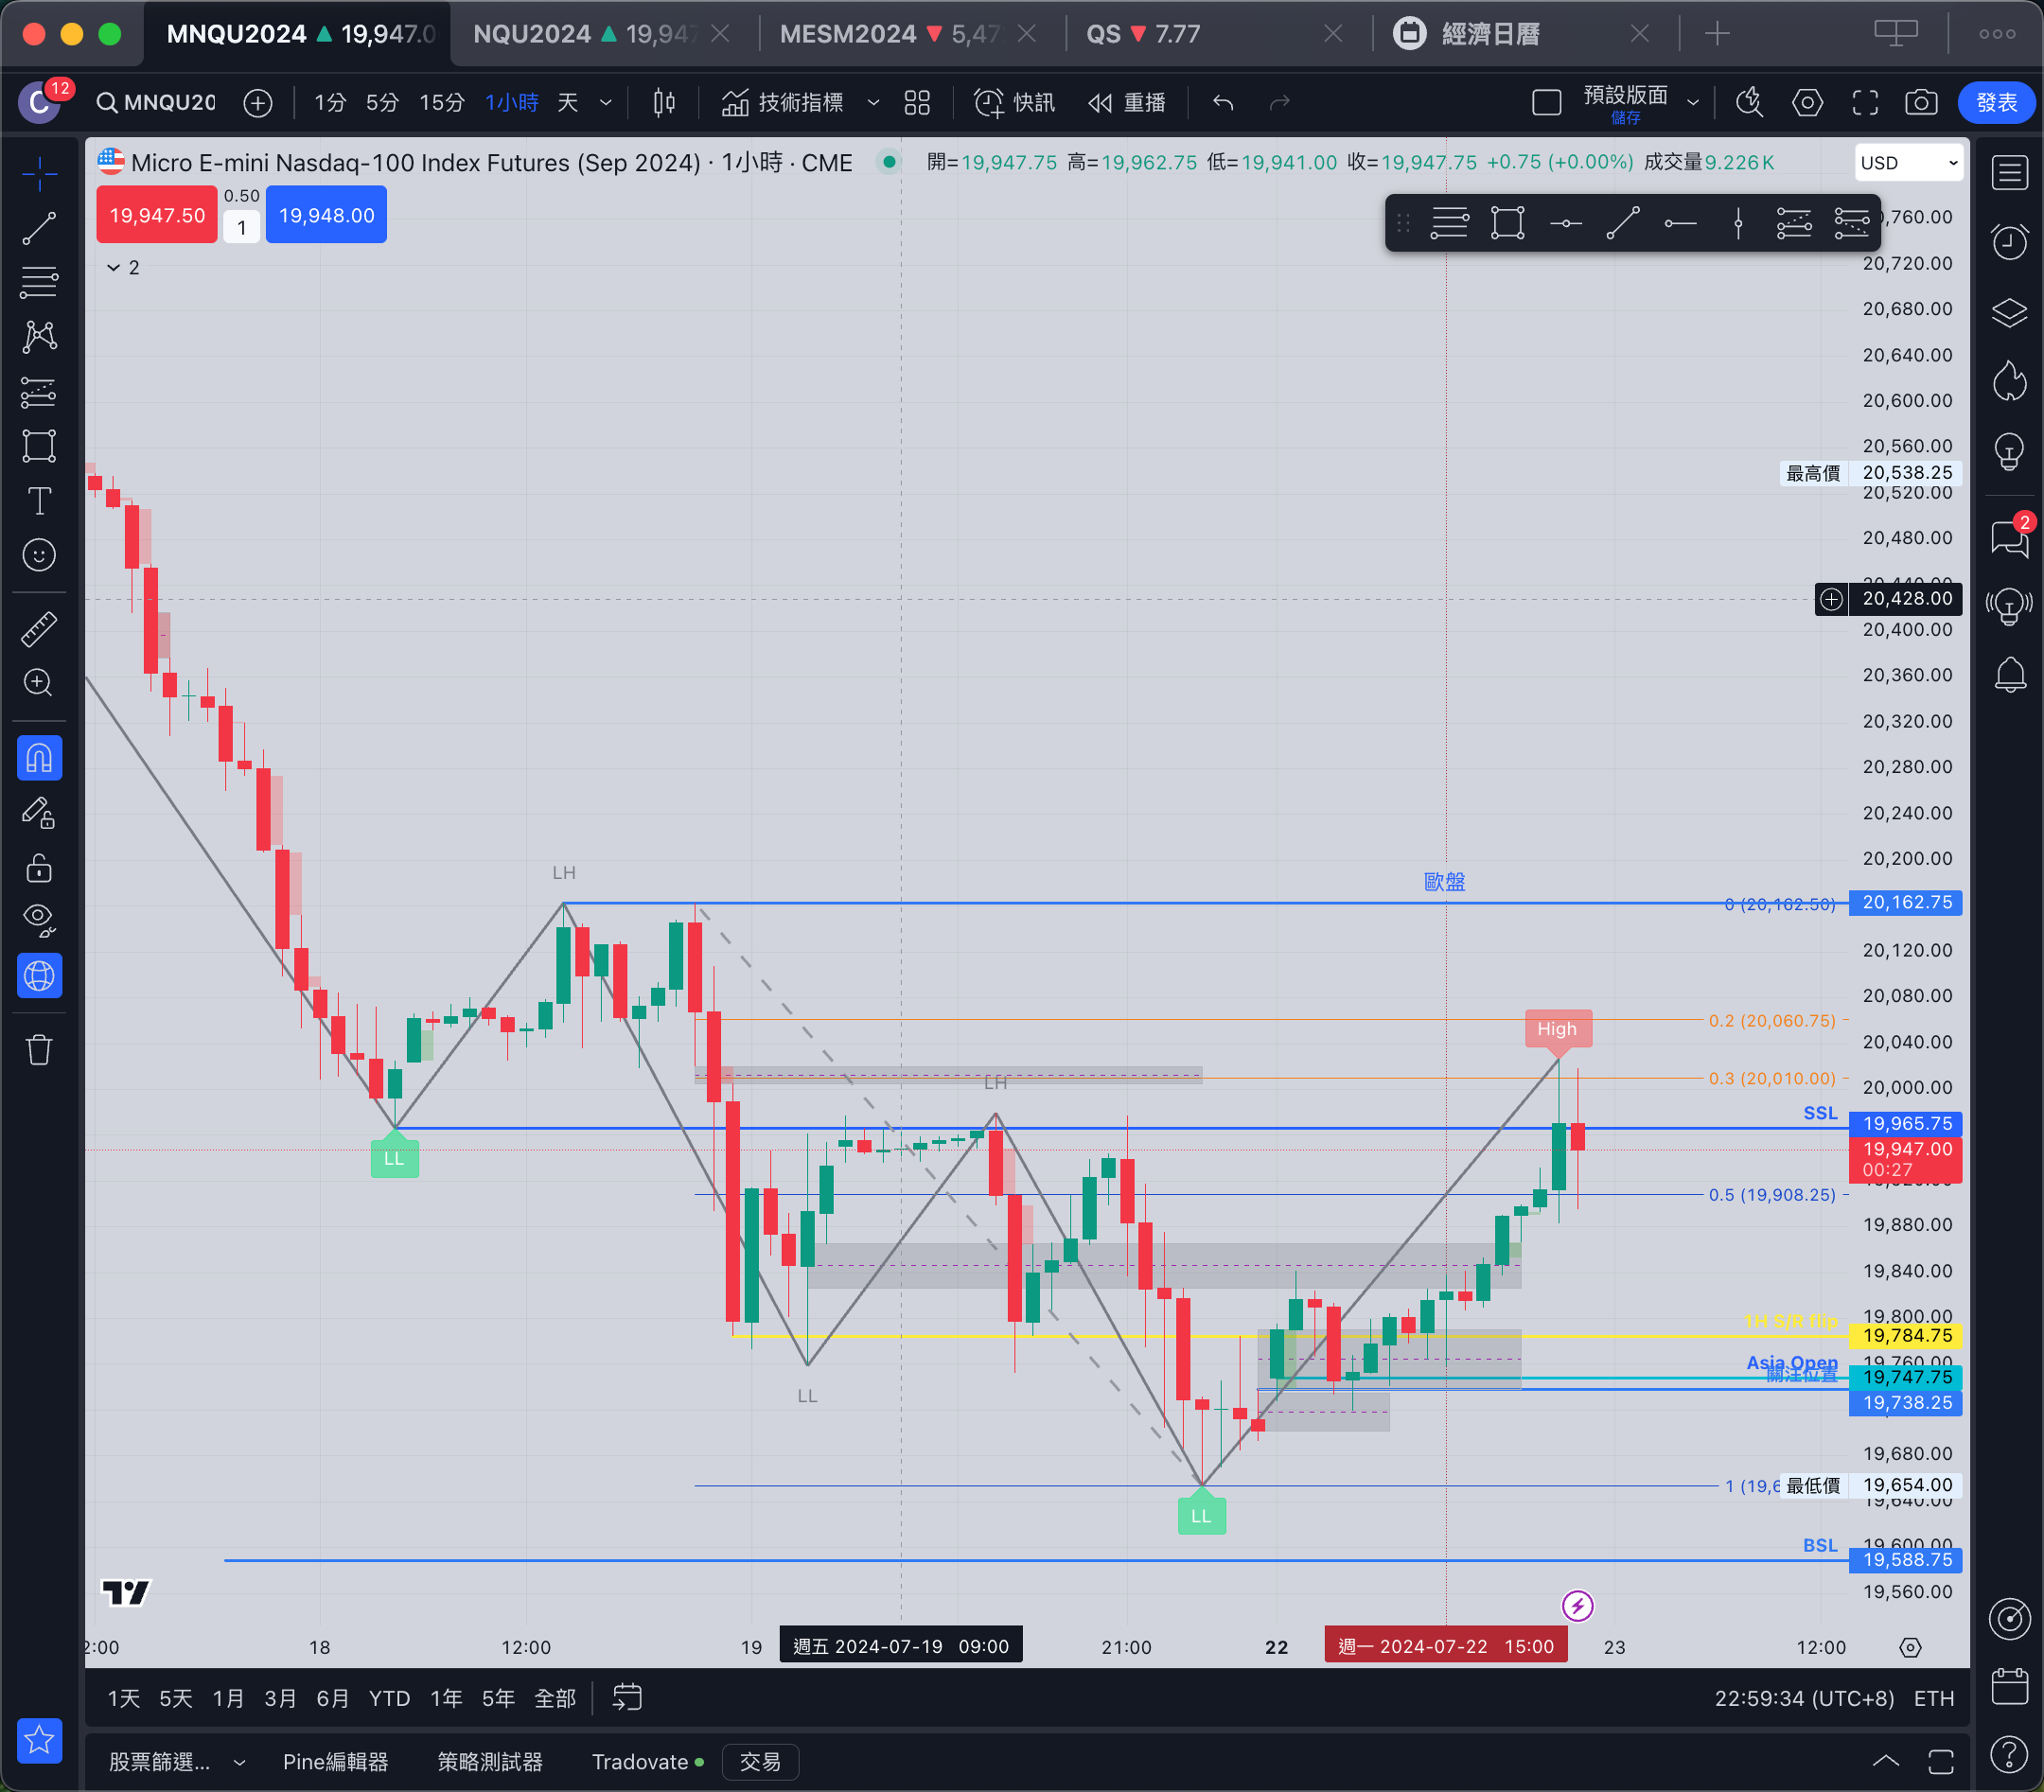 MNQU2024 19,947.0
NQU2024 19,947
MESM2024 5,47
QS 7.77
經濟日曆
C 12
MNQU20
1分 5分 15分 1小時 天
技術指標
快訊
重播
預設版面
儲存
發表
Micro E-mini Nasdaq-100 Index Futures (Sep 2024) · 1小時 · CME
開=19,947.75 高=19,962.75 低=19,941.00 收=19,947.75 +0.75 (+0.00%) 成交量9.226K
USD
19,947.50
0.50
1
19,948.00
2
20,720.00
20,680.00
20,640.00
20,600.00
20,560.00
最高價 20,538.25
20,520.00
20,480.00
20,428.00
20,400.00
20,360.00
20,320.00
20,280.00
20,240.00
20,200.00
LH
歐盤
0 (20,162.50)
20,162.75
20,120.00
20,080.00
0.2 (20,060.75)
High
20,040.00
LH
0.3 (20,010.00)
20,000.00
SSL
19,965.75
19,947.00
00:27
LL
0.5 (19,908.25)
19,880.00
19,840.00
19,800.00
1H S/R flip
19,784.75
Asia Open
19,760.00
關注位置
19,747.75
19,738.25
LL
19,680.00
1 (19,6
最低價 19,654.00
19,640.00
LL
BSL
19,600.00
19,588.75
19,560.00
2:00 18 12:00 19 週五 2024-07-19 09:00 21:00 22 週一 2024-07-22 15:00 23 12:00
1天 5天 1月 3月 6月 YTD 1年 5年 全部
22:59:34 (UTC+8) ETH
股票篩選... Pine編輯器 策略測試器 Tradovate 交易
2